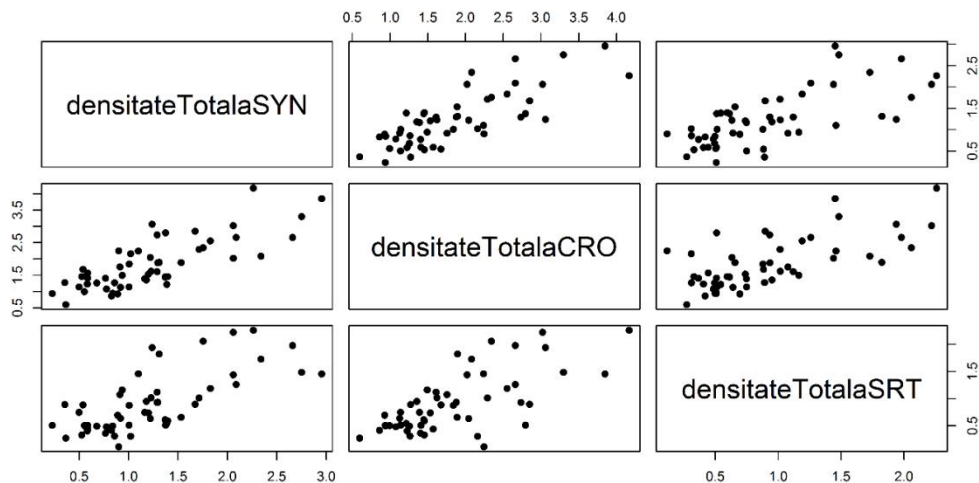 0.5 1.0 1.5 2.0 2.5 3.0 3.5 4.0
densitateTotalaSYN
0.5 1.5 2.5
0.5 1.5 2.5 3.5
densitateTotalaCRO
densitateTotalaSRT
0.5 1.5
0.5 1.0 1.5 2.0 2.5 3.0
0.5 1.0 1.5 2.0